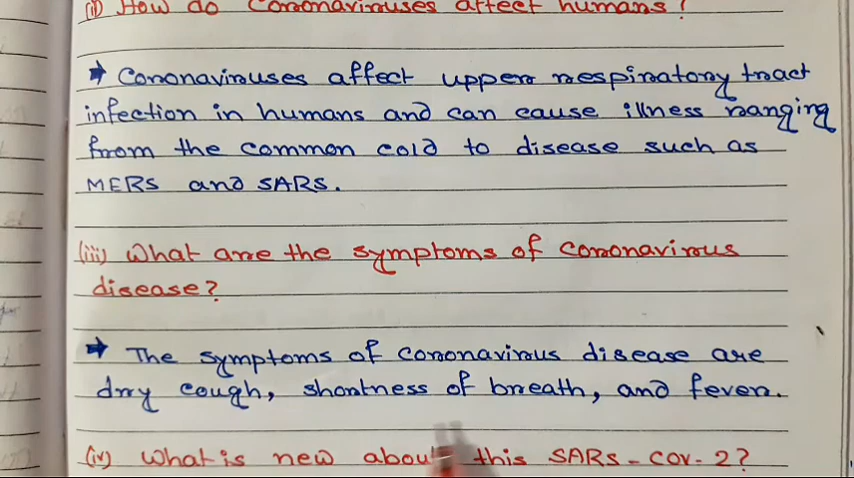 (i) How do Coronaviruses affect humans?
→ Coronaviruses affect upper respiratory tract
infection in humans and can cause illness ranging
from the common cold to disease such as
MERS and SARS.
(iii) What are the symptoms of coronavirus
disease?
→ The symptoms of coronavirus disease are
dry cough, shortness of breath, and fever.
(iv) What is new about this SARS-COV-2?